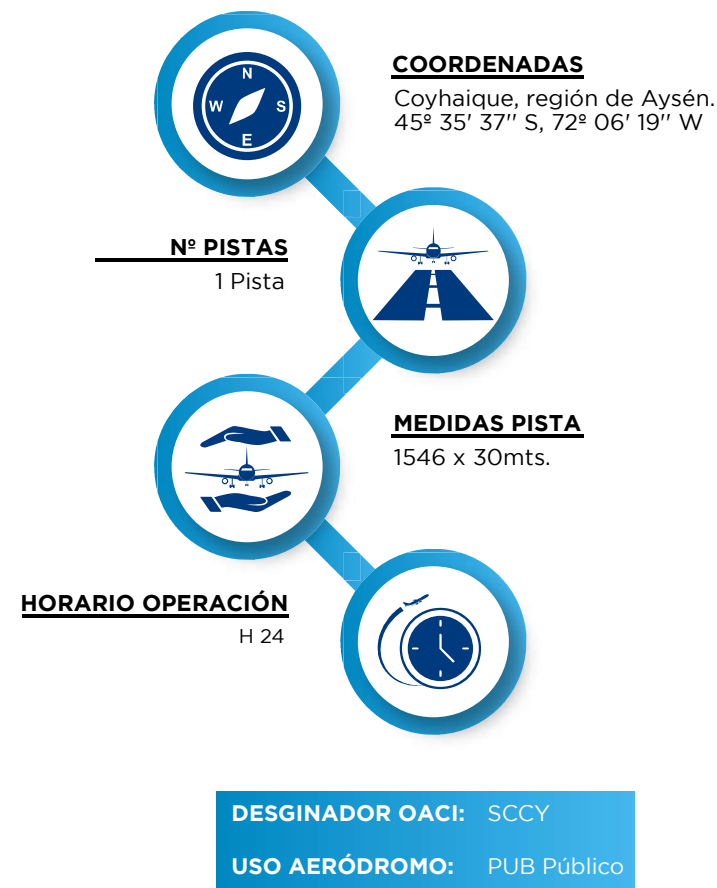 N
W
S
E
COORDENADAS
Coyhaique, región de Aysén.
45º 35' 37'' S, 72º 06' 19'' W
Nº PISTAS
1 Pista
MEDIDAS PISTA
1546 x 30mts.
HORARIO OPERACIÓN
H 24
DESGINADOR OACI: SCCY
USO AERÓDROMO: PUB Público